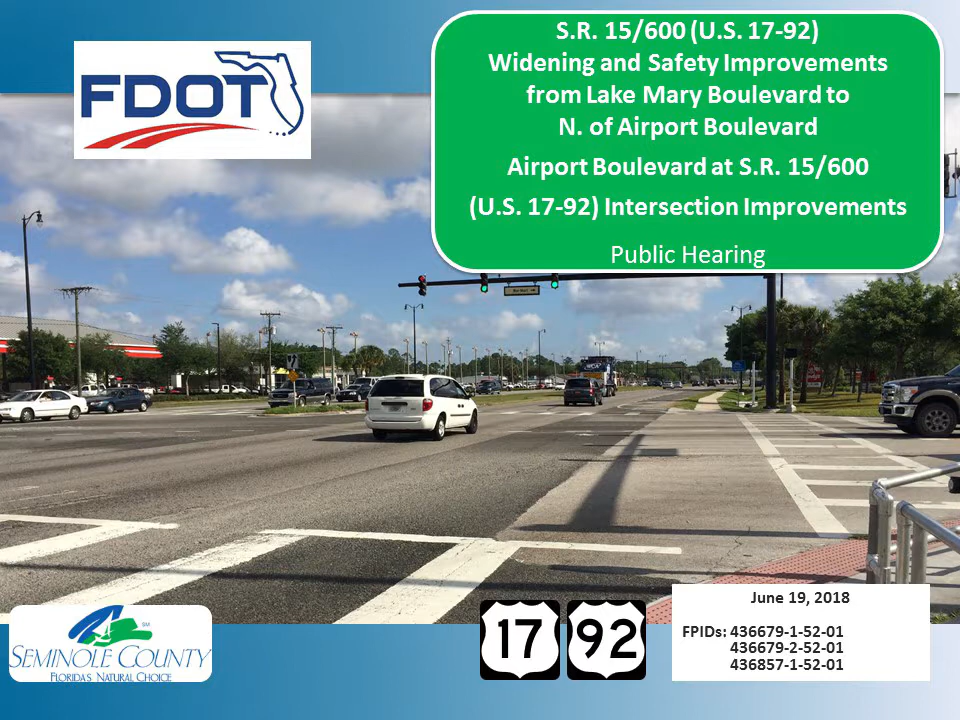 S.R. 15/600 (U.S. 17-92)
Widening and Safety Improvements
from Lake Mary Boulevard to
N. of Airport Boulevard
Airport Boulevard at S.R. 15/600
(U.S. 17-92) Intersection Improvements
Public Hearing
FDOT
SM
SEMINOLE COUNTY
FLORIDA'S NATURAL CHOICE
17 92
June 19, 2018
FPIDs: 436679-1-52-01
436679-2-52-01
436857-1-52-01